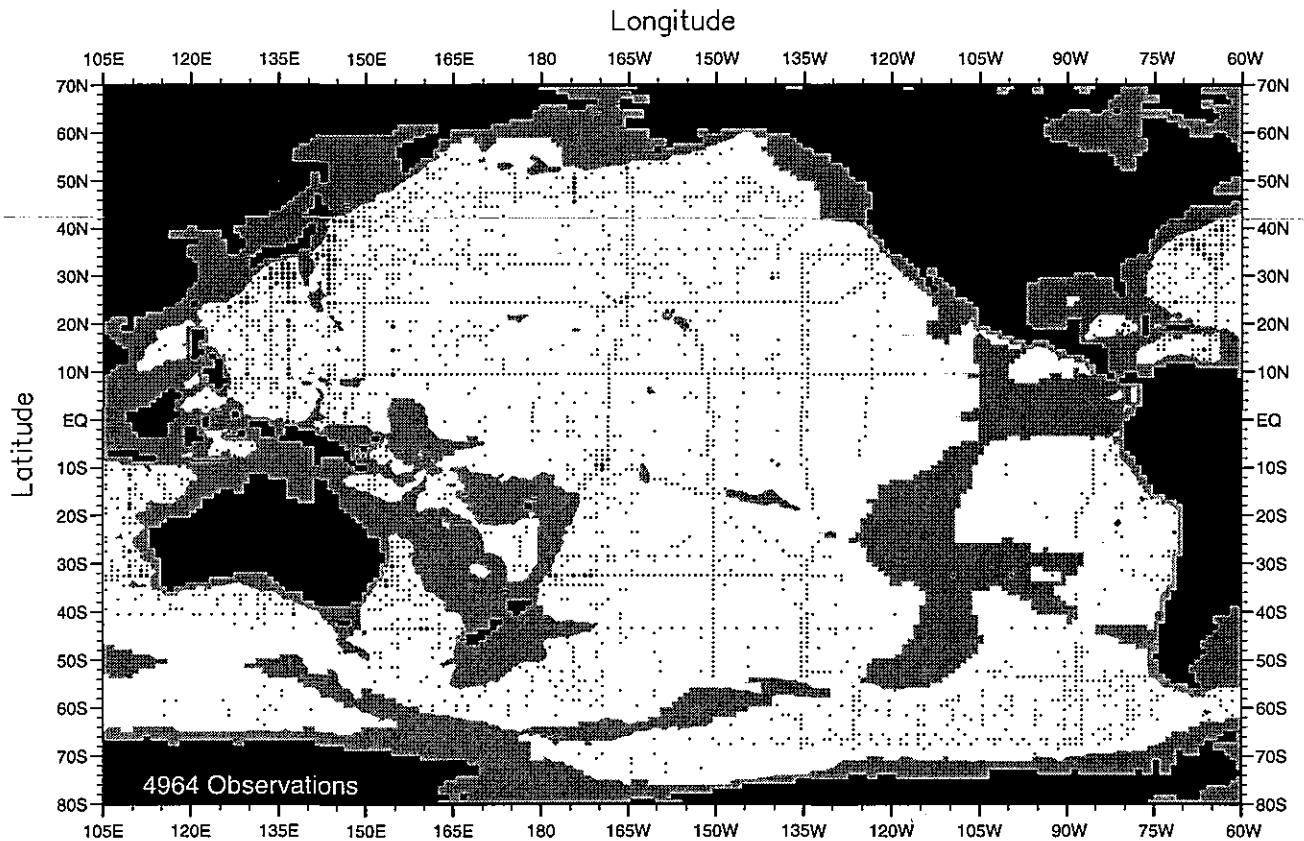 Longitude
105E 120E 135E 150E 165E 180 165W 150W 135W 120W 105W 90W 75W 60W
70N 70N
60N 60N
50N 50N
40N 40N
30N 30N
20N 20N
10N 10N
EQ EQ
10S 10S
20S 20S
30S 30S
40S 40S
50S 50S
60S 60S
70S 70S
80S 80S
Latitude
4964 Observations
105E 120E 135E 150E 165E 180 165W 150W 135W 120W 105W 90W 75W 60W